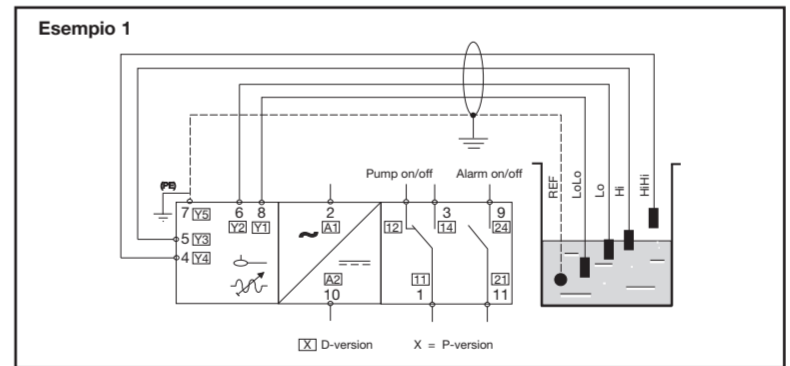 Esempio 1
Pump on/off Alarm on/off
(PE)
REF
LoLo
Lo
Hi
HiHi
7 Y5 6 8 2 3 9
Y2 Y1 A1 12 14 24
5 Y3
4 Y4
A2 11 21
10 1 11
X D-version X = P-version